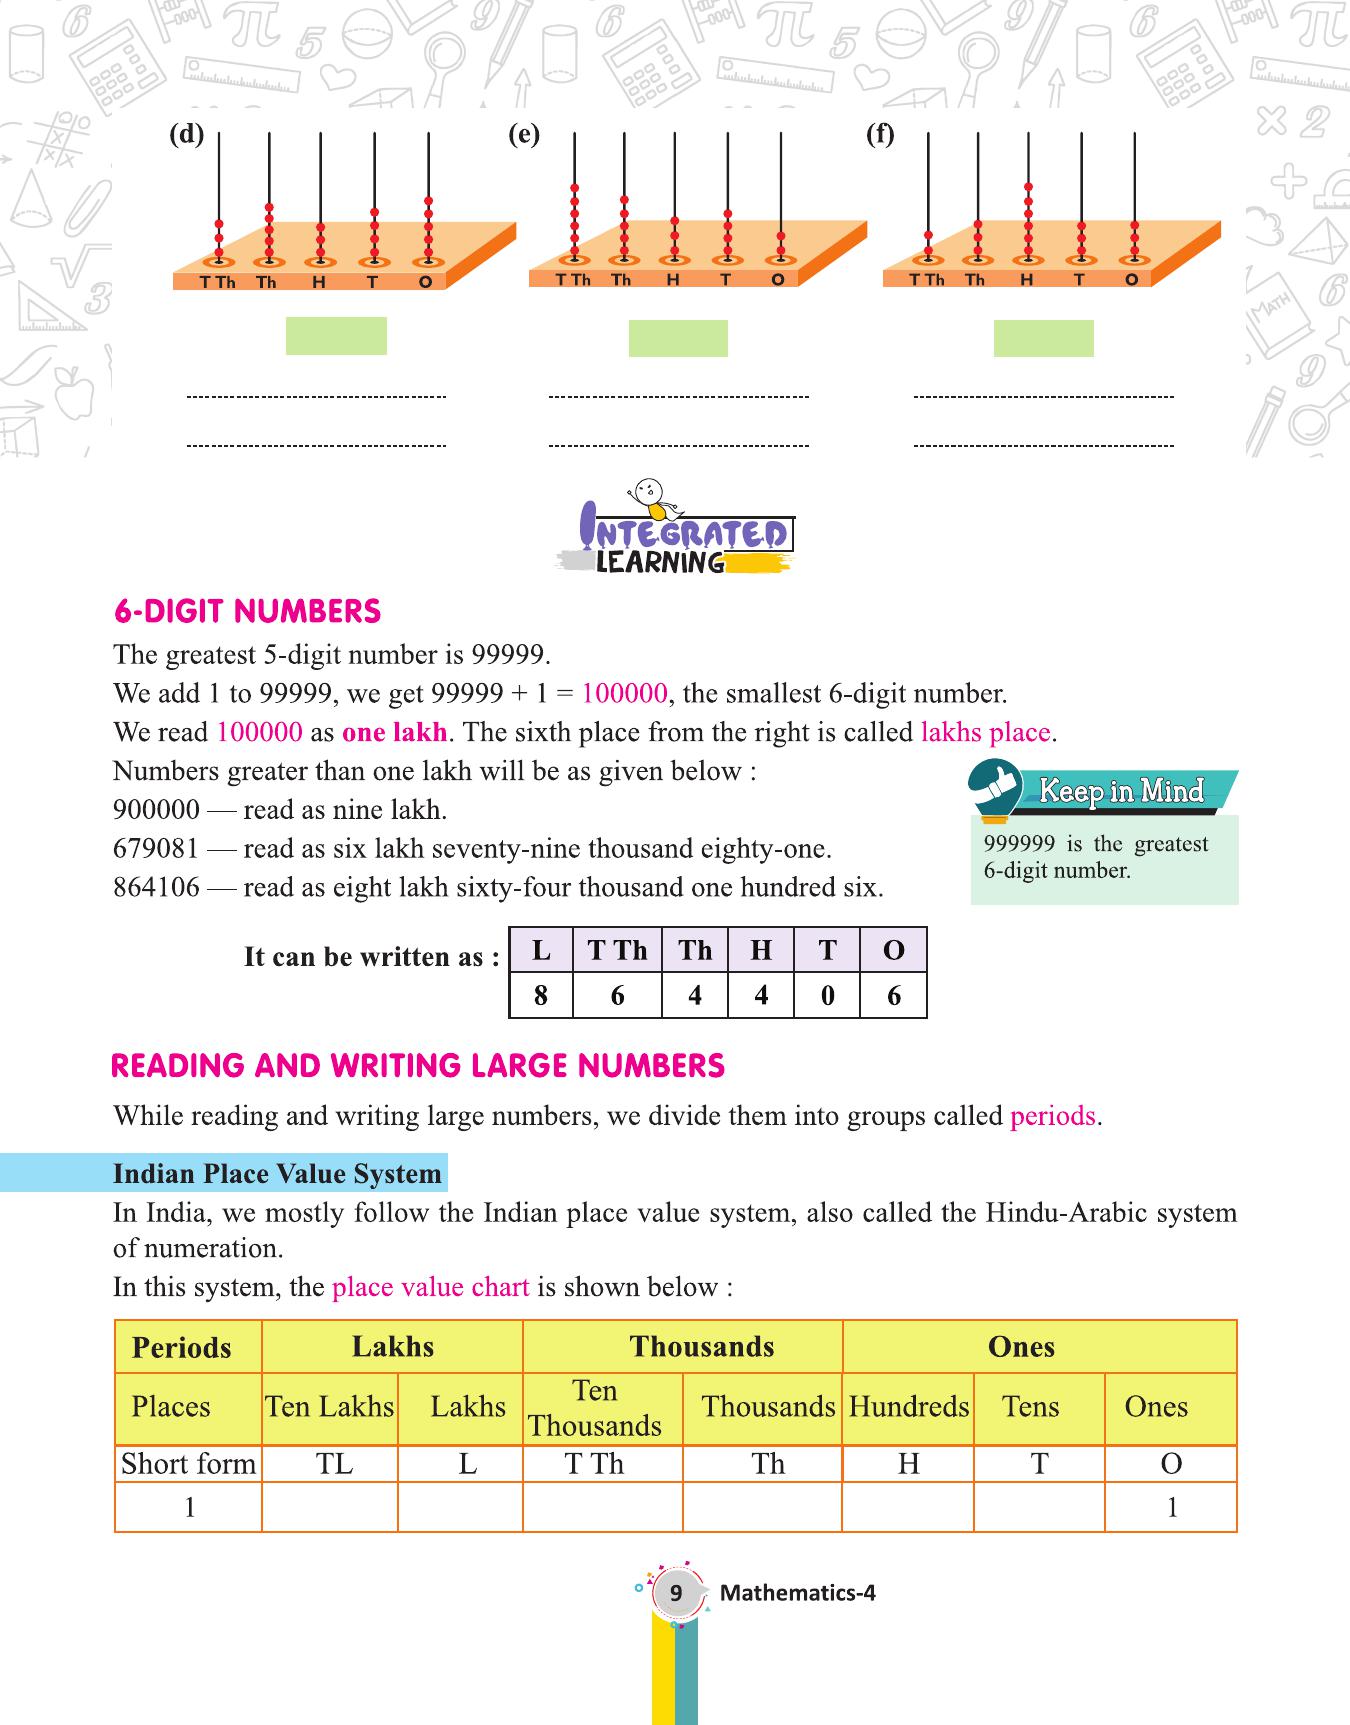 (d) (e) (f)
T Th Th H T O T Th Th H T O T Th Th H T O
INTEGRATED
LEARNING
6-DIGIT NUMBERS
The greatest 5-digit number is 99999.
We add 1 to 99999, we get 99999 + 1 = 100000, the smallest 6-digit number.
We read 100000 as one lakh. The sixth place from the right is called lakhs place.
Numbers greater than one lakh will be as given below :
900000 — read as nine lakh.
679081 — read as six lakh seventy-nine thousand eighty-one.
864106 — read as eight lakh sixty-four thousand one hundred six.
Keep in Mind
999999 is the greatest
6-digit number.
It can be written as :
L T Th Th H T O
8 6 4 4 0 6
READING AND WRITING LARGE NUMBERS
While reading and writing large numbers, we divide them into groups called periods.
Indian Place Value System
In India, we mostly follow the Indian place value system, also called the Hindu-Arabic system
of numeration.
In this system, the place value chart is shown below :
Periods Lakhs Thousands Ones
Places Ten Lakhs Lakhs Ten Thousands Thousands Hundreds Tens Ones
Short form TL L T Th Th H T O
1 1
9 Mathematics-4